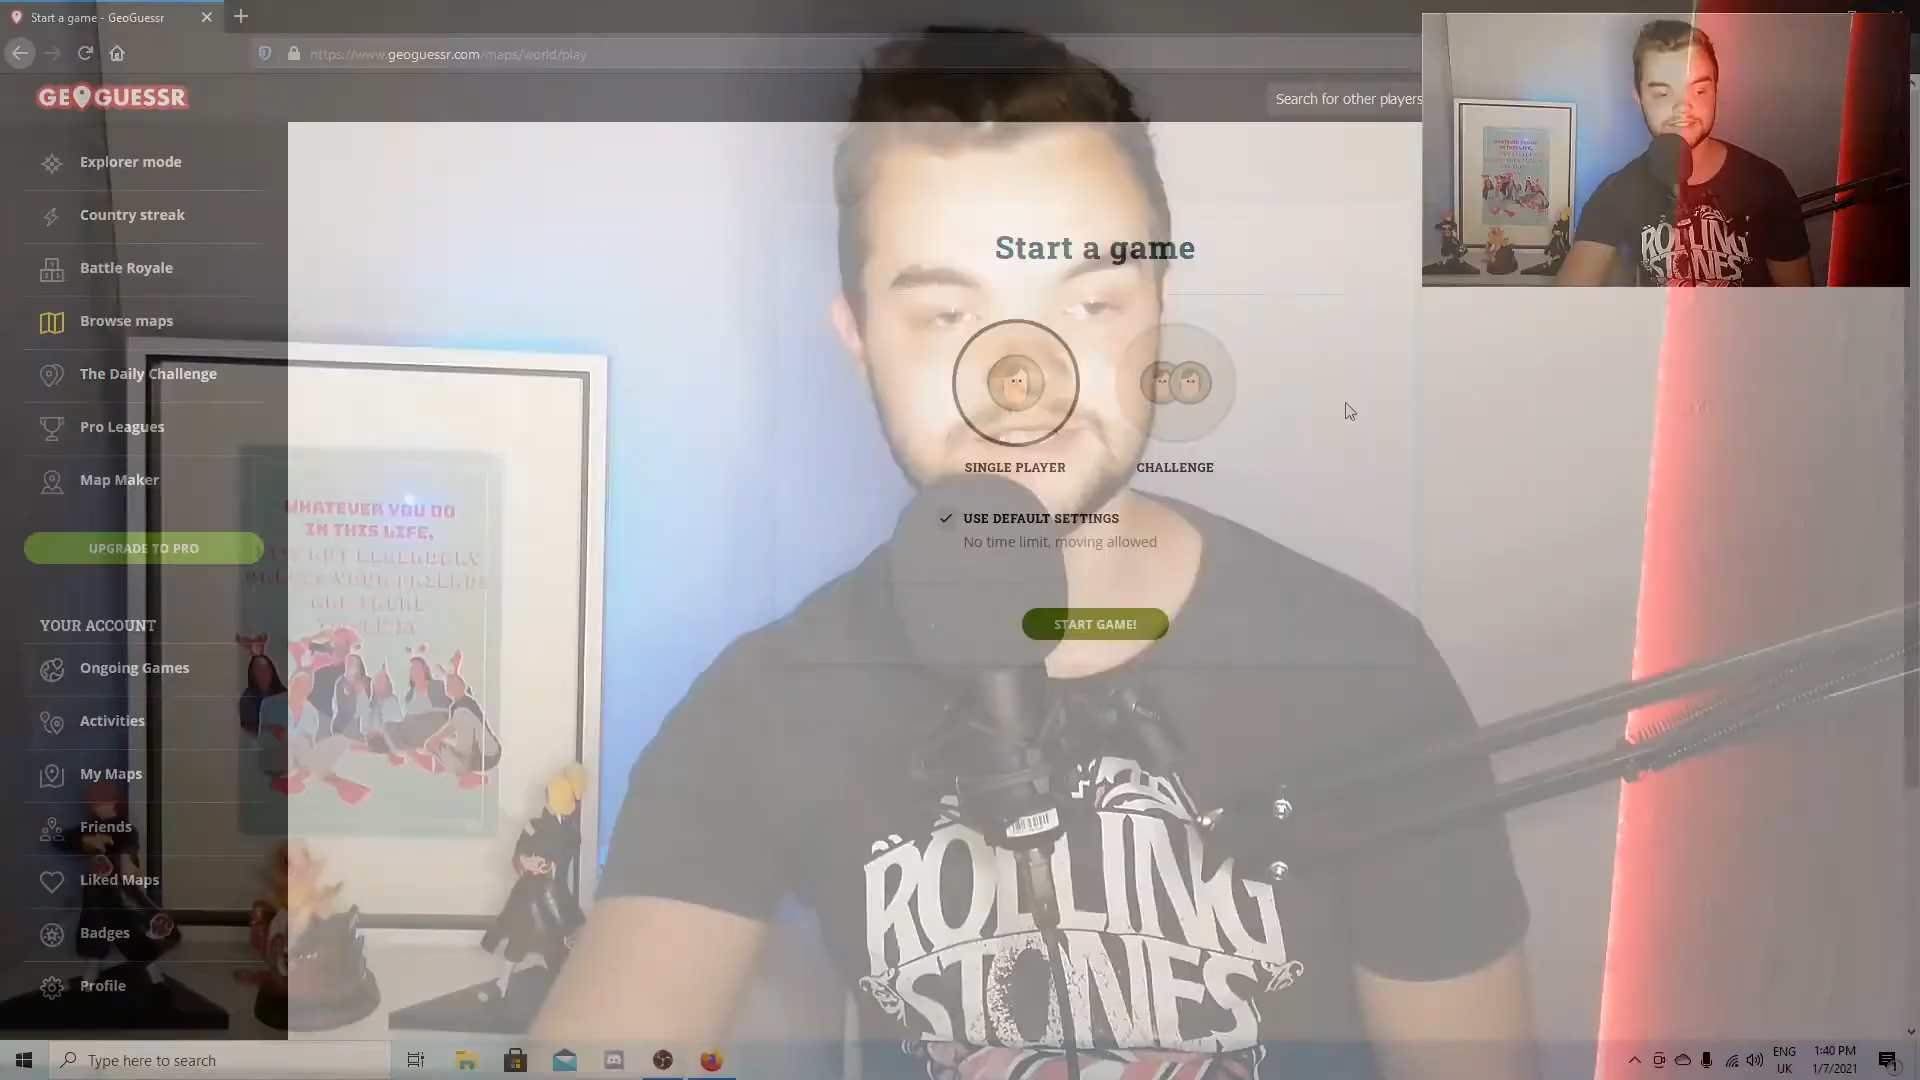 Start a game - GeoGuessr
https://www.geoguessr.com/maps/world/play
GEOGUESSR
Search for other players
Explorer mode
Country streak
Battle Royale
Browse maps
The Daily Challenge
Pro Leagues
Map Maker
UPGRADE TO PRO
YOUR ACCOUNT
Ongoing Games
Activities
My Maps
Friends
Liked Maps
Badges
Profile
Start a game
SINGLE PLAYER
CHALLENGE
USE DEFAULT SETTINGS
No time limit, moving allowed
START GAME!
WHATEVER YOU DO
IN THIS LIFE,
ROLLING
STONES
ROLLING
STONES
Type here to search
ENG
UK
1:40 PM
1/7/2021